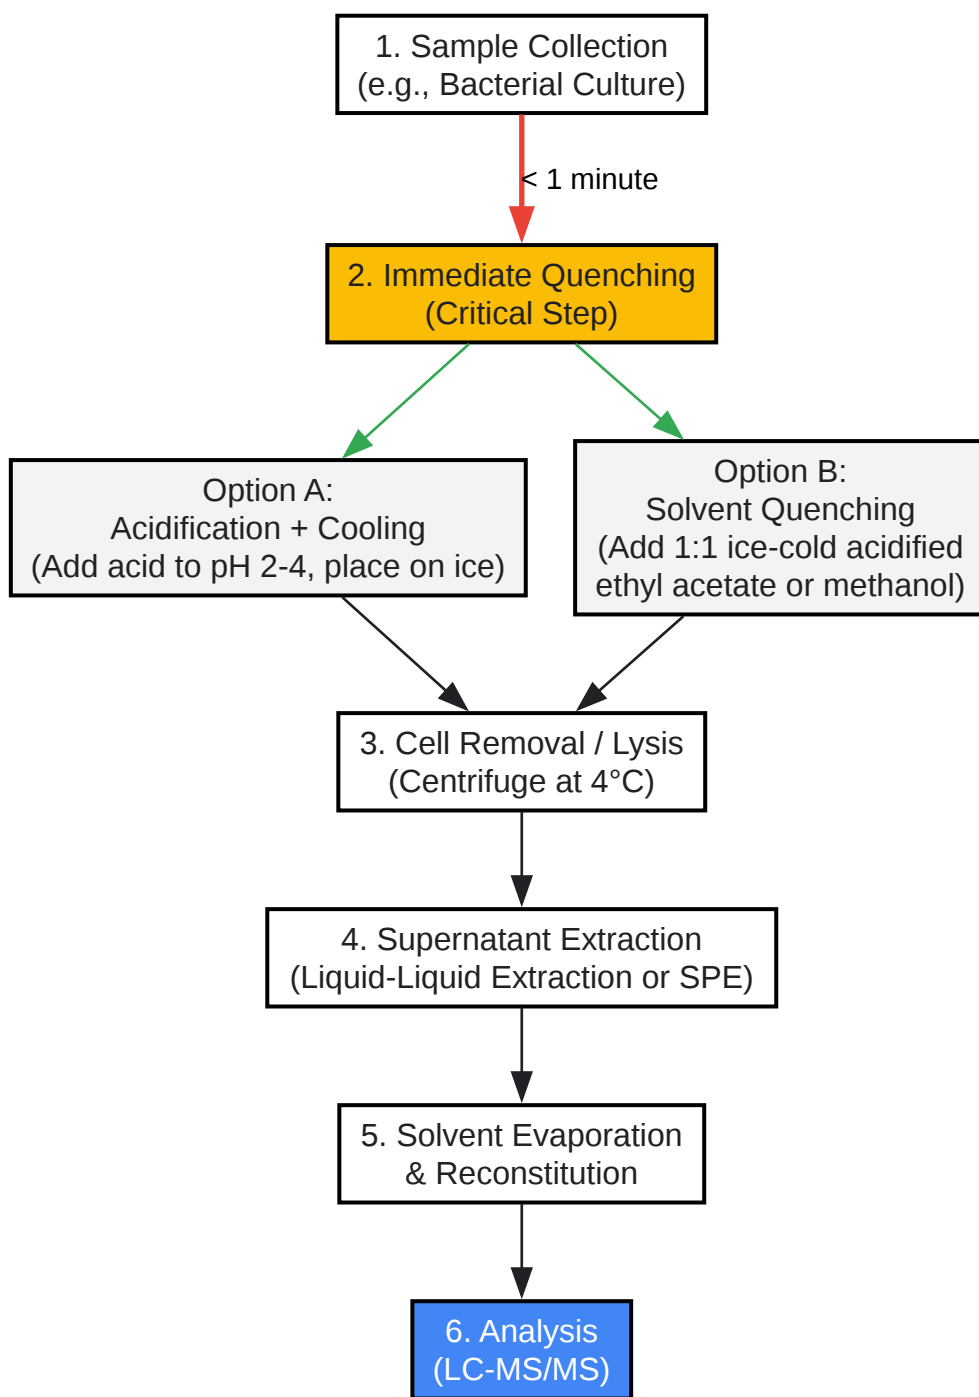 1. Sample Collection
(e.g., Bacterial Culture)
< 1 minute
2. Immediate Quenching
(Critical Step)
Option A:
Acidification + Cooling
(Add acid to pH 2-4, place on ice)
Option B:
Solvent Quenching
(Add 1:1 ice-cold acidified
ethyl acetate or methanol)
3. Cell Removal / Lysis
(Centrifuge at 4°C)
4. Supernatant Extraction
(Liquid-Liquid Extraction or SPE)
5. Solvent Evaporation
& Reconstitution
6. Analysis
(LC-MS/MS)